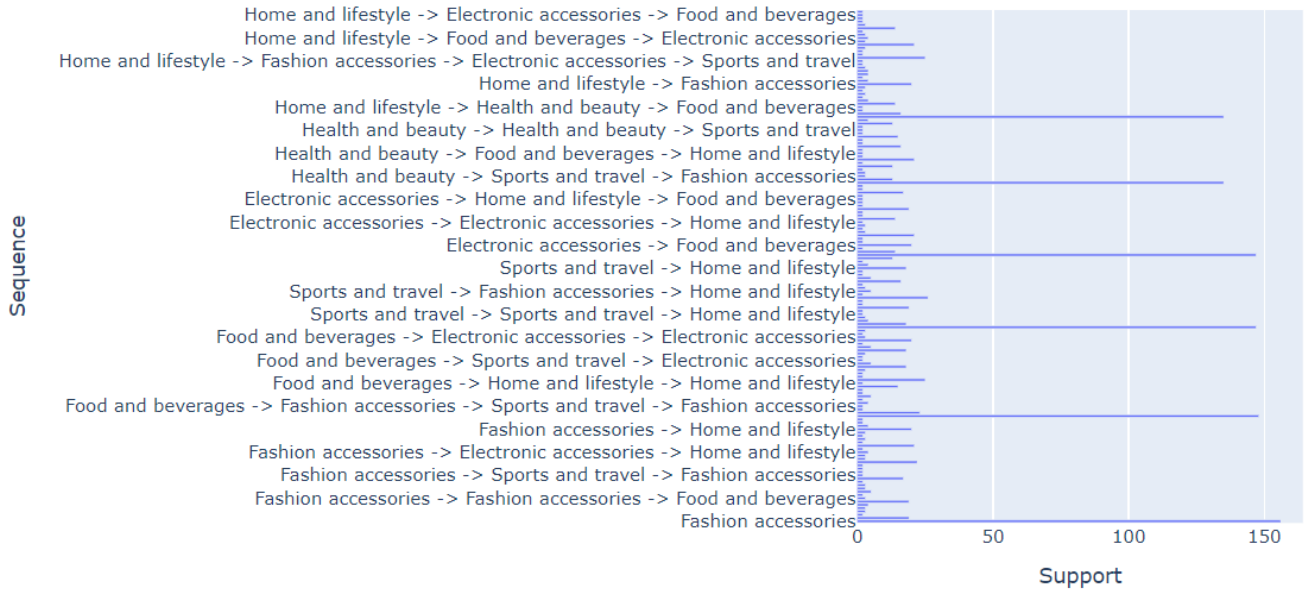 Home and lifestyle -> Electronic accessories -> Food and beverages
Home and lifestyle -> Food and beverages -> Electronic accessories
Home and lifestyle -> Fashion accessories -> Electronic accessories -> Sports and travel
Home and lifestyle -> Fashion accessories
Home and lifestyle -> Health and beauty -> Food and beverages
Health and beauty -> Health and beauty -> Sports and travel
Health and beauty -> Food and beverages -> Home and lifestyle
Health and beauty -> Sports and travel -> Fashion accessories
Electronic accessories -> Home and lifestyle -> Food and beverages
Electronic accessories -> Electronic accessories -> Home and lifestyle
Electronic accessories -> Food and beverages
Sports and travel -> Home and lifestyle
Sports and travel -> Fashion accessories -> Home and lifestyle
Sports and travel -> Sports and travel -> Home and lifestyle
Food and beverages -> Electronic accessories -> Electronic accessories
Food and beverages -> Sports and travel -> Electronic accessories
Food and beverages -> Home and lifestyle -> Home and lifestyle
Food and beverages -> Fashion accessories -> Sports and travel -> Fashion accessories
Fashion accessories -> Home and lifestyle
Fashion accessories -> Electronic accessories -> Home and lifestyle
Fashion accessories -> Sports and travel -> Fashion accessories
Fashion accessories -> Fashion accessories -> Food and beverages
Fashion accessories
Sequence
0 50 100 150
Support